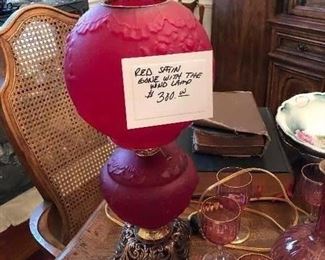 RED SATIN
GONE WITH THE
WIND LAMP
$ 300.00